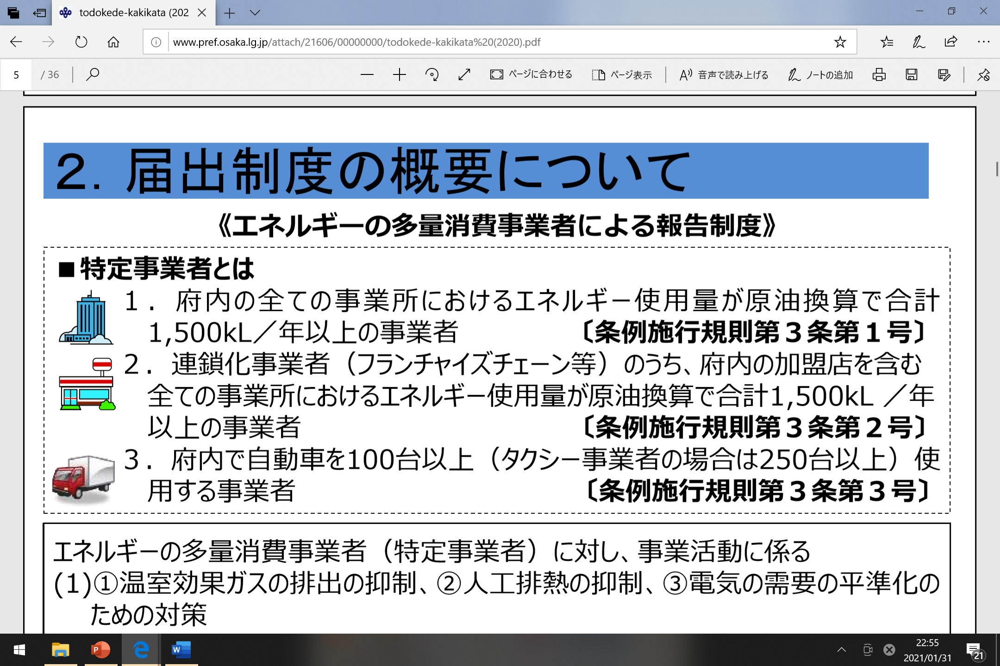 todokede-kakikata (202
www.pref.osaka.lg.jp/attach/21606/00000000/todokede-kakikata%20(2020).pdf
5 / 36 ページに合わせる ページ表示 音声で読み上げる ノートの追加
２．届出制度の概要について
《エネルギーの多量消費事業者による報告制度》
■特定事業者とは
１．府内の全ての事業所におけるエネルギー使用量が原油換算で合計
1,500kL／年以上の事業者 〔条例施行規則第３条第１号〕
２．連鎖化事業者（フランチャイズチェーン等）のうち、府内の加盟店を含む
全ての事業所におけるエネルギー使用量が原油換算で合計1,500kL ／年
以上の事業者 〔条例施行規則第３条第２号〕
３．府内で自動車を100台以上（タクシー事業者の場合は250台以上）使
用する事業者 〔条例施行規則第３条第３号〕
エネルギーの多量消費事業者（特定事業者）に対し、事業活動に係る
(1)①温室効果ガスの排出の抑制、②人工排熱の抑制、③電気の需要の平準化の
ための対策
22:55
2021/01/31
21